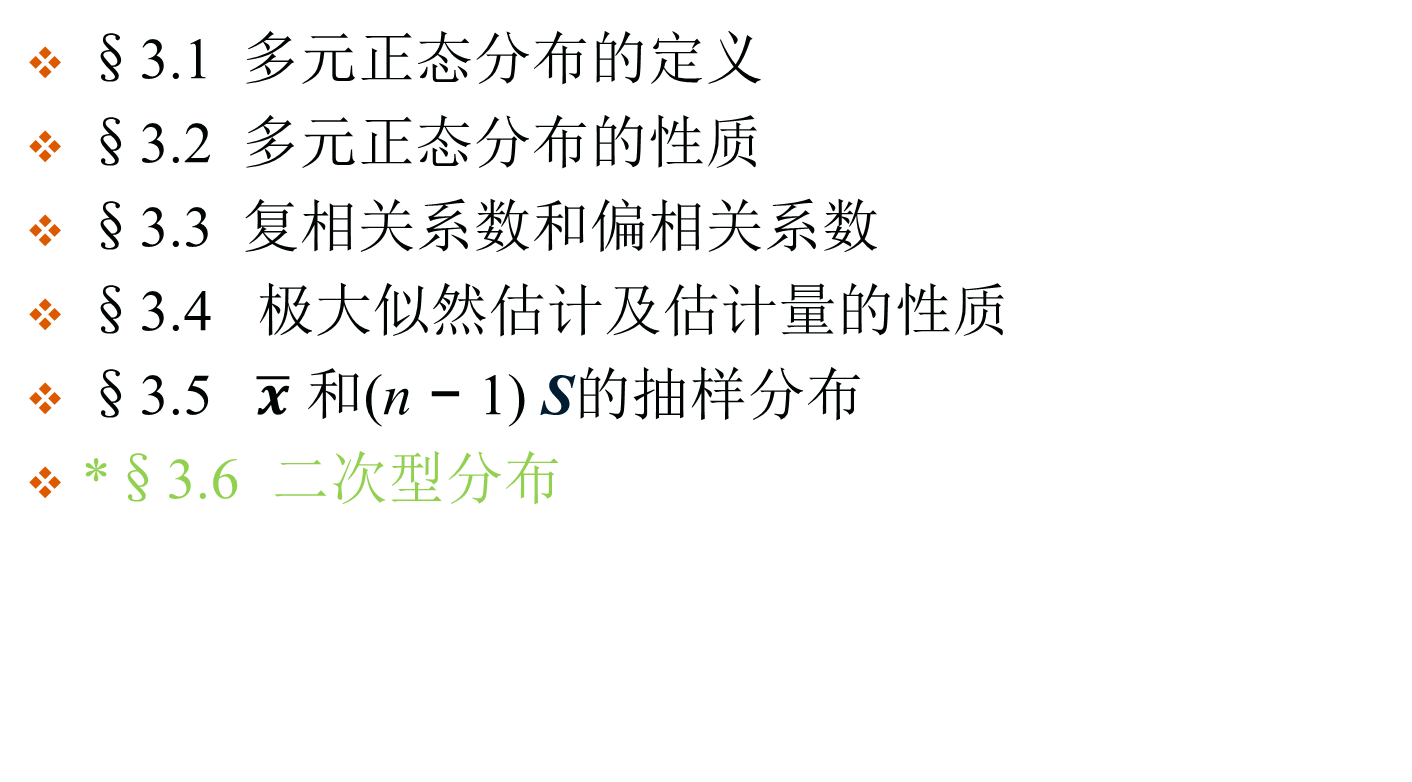 ❖ §3.1 多元正态分布的定义
❖ §3.2 多元正态分布的性质
❖ §3.3 复相关系数和偏相关系数
❖ §3.4 极大似然估计及估计量的性质
❖ §3.5 x̅ 和(n − 1) S的抽样分布
❖ *§3.6 二次型分布